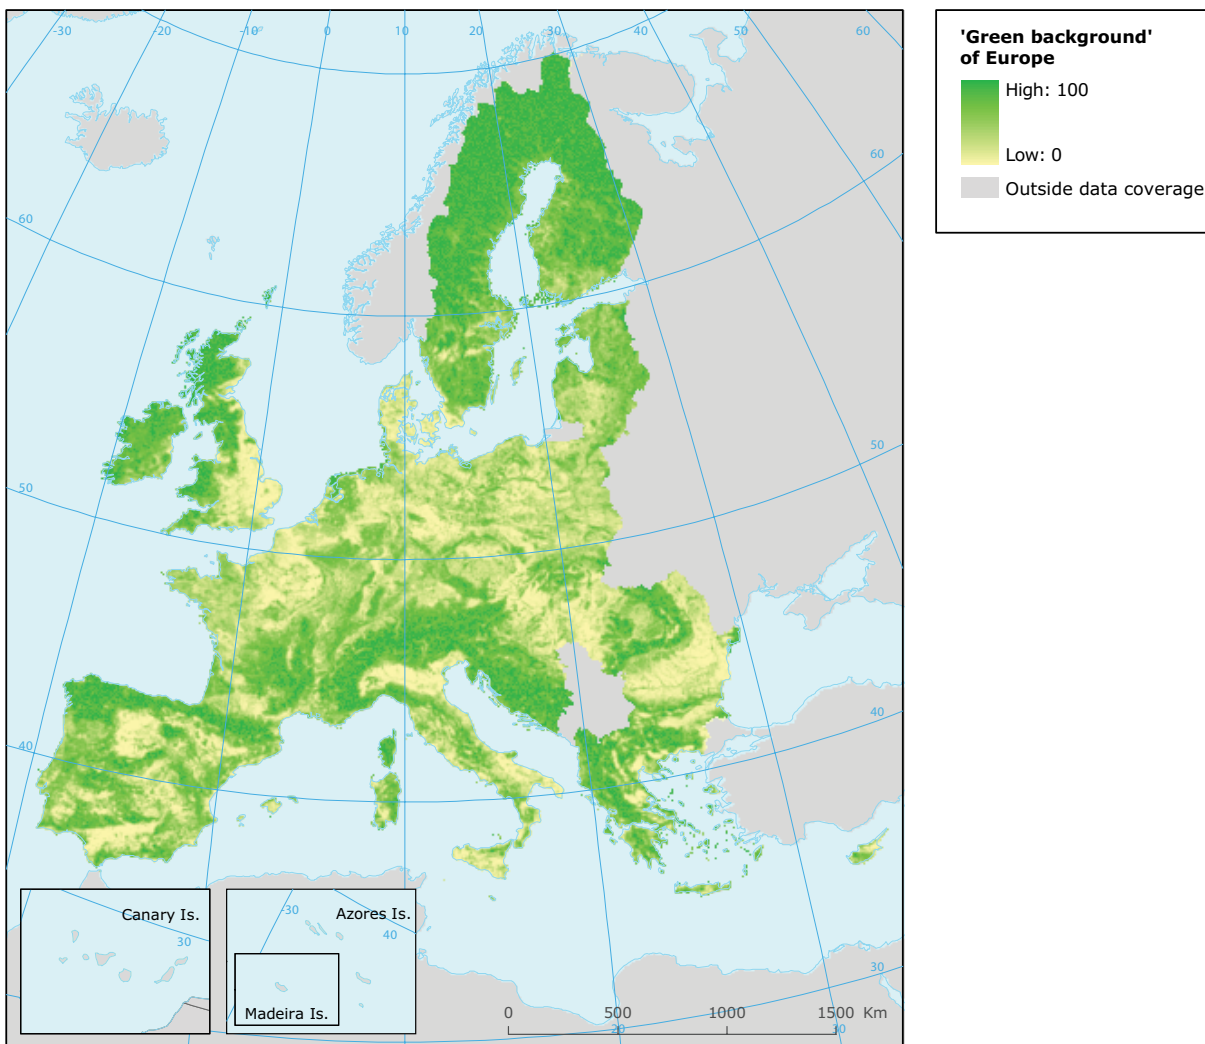 -30
-20
-10
0
10
20
30
40
50
60
60
60
50
50
40
40
30
30
20
'Green background'
of Europe
High: 100
Low: 0
Outside data coverage
Canary Is.
30
Azores Is.
-30
40
Madeira Is.
0
500
1000
1500 Km